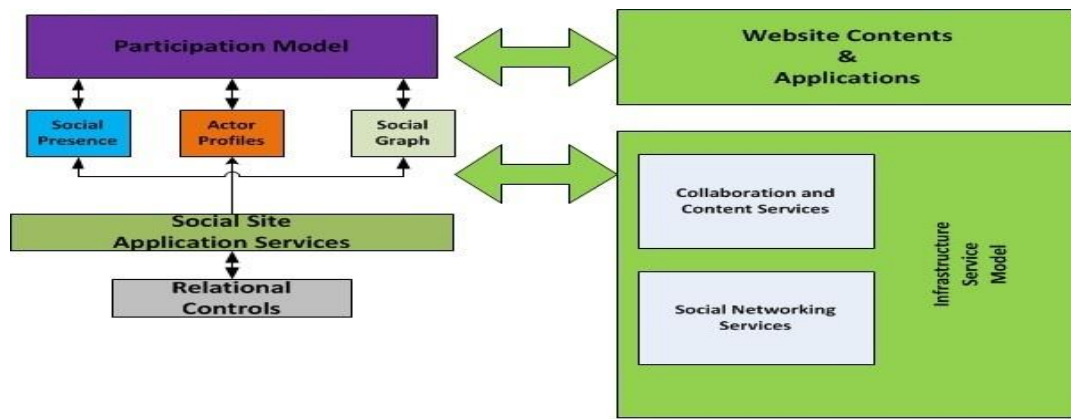 Participation Model
Website Contents
&
Applications
Social
Presence
Actor
Profiles
Social
Graph
Collaboration and
Content Services
Social Site
Application Services
Infrastructure
Service
Model
Relational
Controls
Social Networking
Services